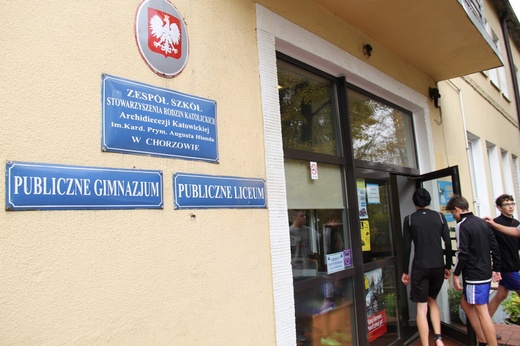 ZESPÓŁ SZKÓŁ
STOWARZYSZENIA RODZIN KATOLICKICH
Archidiecezji Katowickiej
im.Kard. Prym. Augusta Hlonda
W CHORZOWIE
PUBLICZNE GIMNAZJUM
PUBLICZNE LICEUM